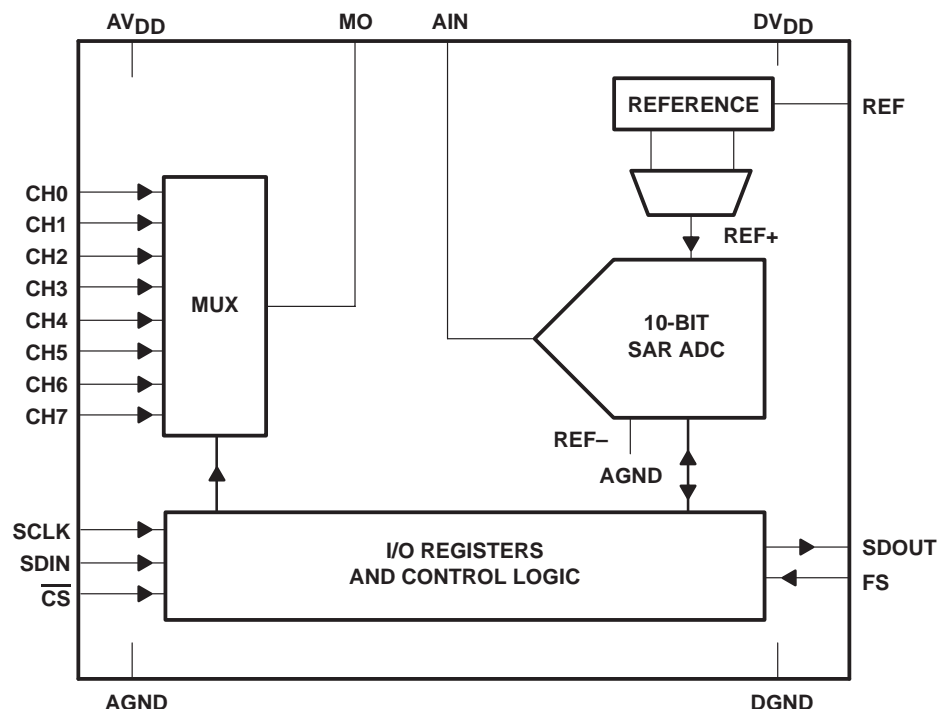 AVDD
MO
AIN
DVDD
REFERENCE
REF
CH0
CH1
CH2
CH3
CH4
CH5
CH6
CH7
MUX
REF+
10-BIT
SAR ADC
REF–
AGND
SCLK
SDIN
CS
I/O REGISTERS
AND CONTROL LOGIC
SDOUT
FS
AGND
DGND